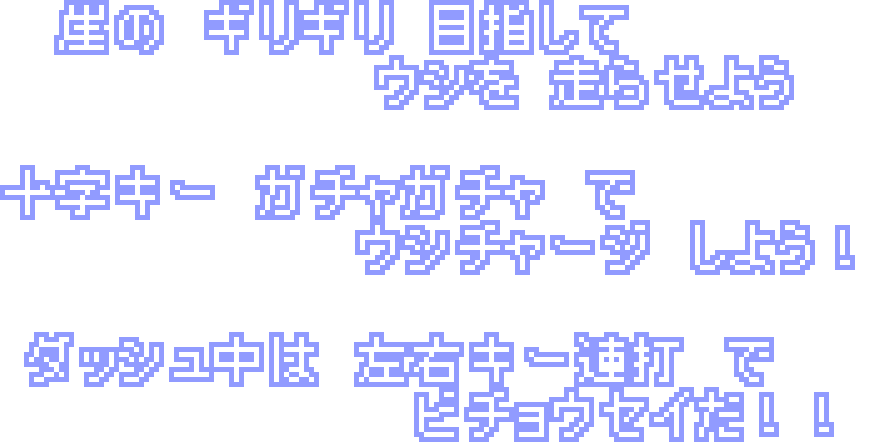 崖の ギリギリ 目指して
ウシを 走らせよう
十字キー ガチャガチャ で
ウシチャージ しよう！
ダッシュ中は 左右キー連打 で
ビチョウセイだ！！